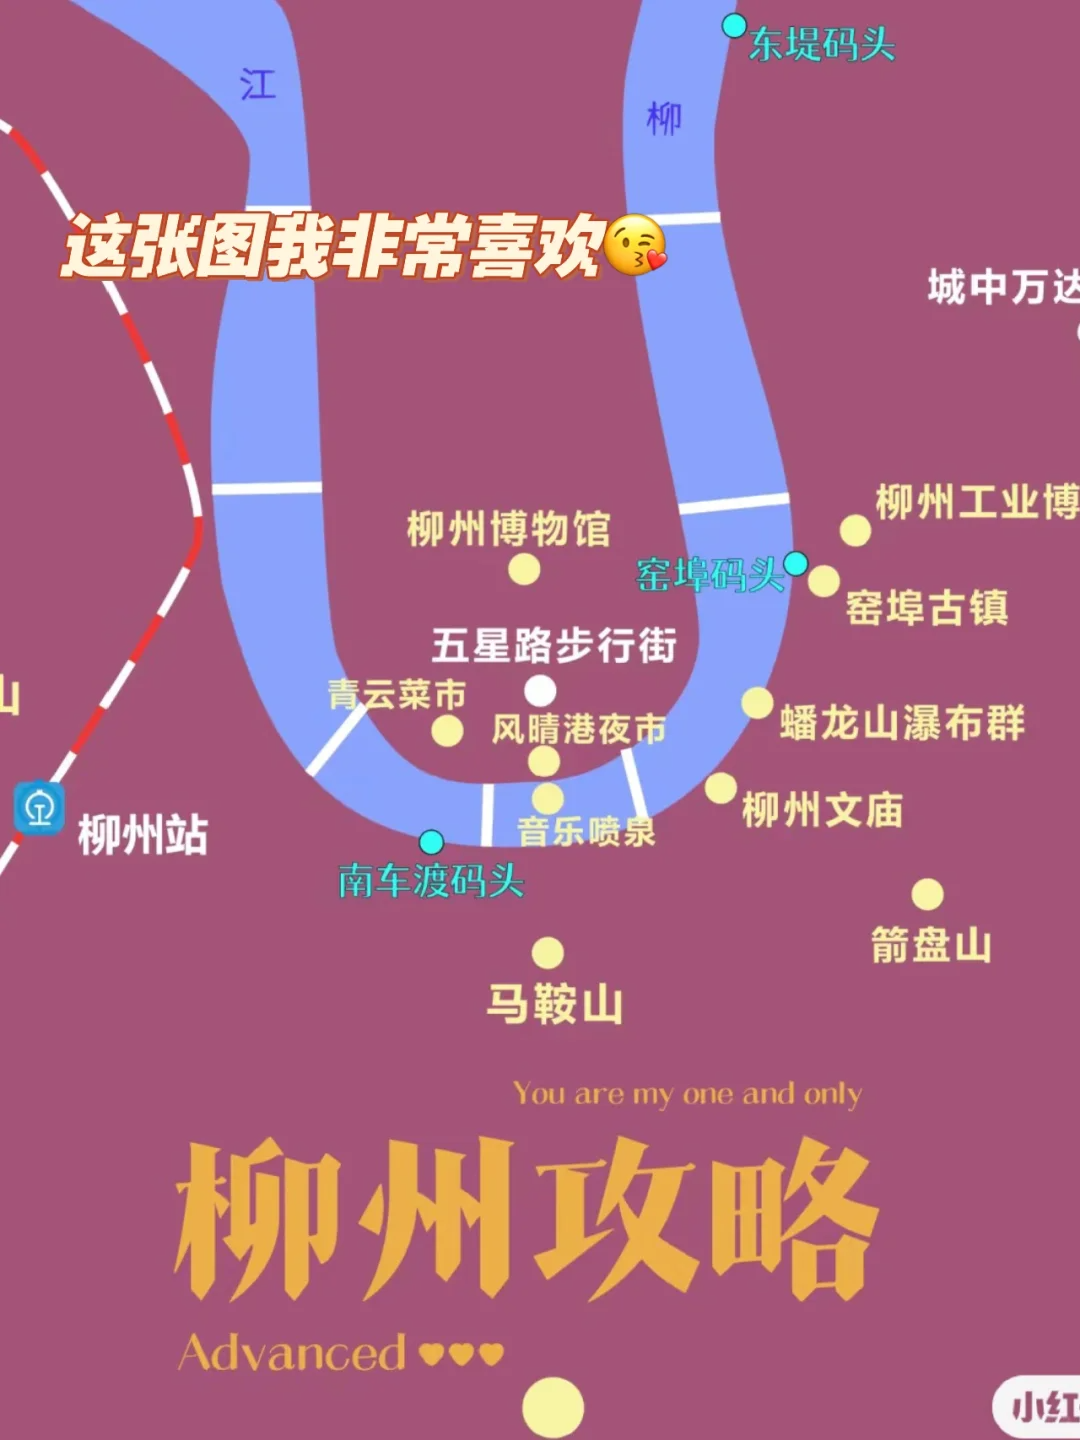 东堤码头
江
柳
这张图我非常喜欢😘
城中万达
柳州工业博
柳州博物馆
窑埠码头
窑埠古镇
五星路步行街
山
青云菜市
风晴港夜市
蟠龙山瀑布群
柳州文庙
柳州站
音乐喷泉
南车渡码头
箭盘山
马鞍山
You are my one and only
柳州攻略
Advanced ♥♥♥
小红